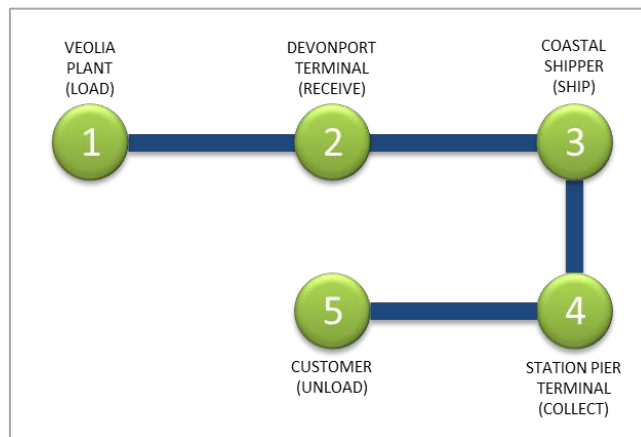 VEOLIA
PLANT
(LOAD)
1
DEVONPORT
TERMINAL
(RECEIVE)
2
COASTAL
SHIPPER
(SHIP)
3
4
STATION PIER
TERMINAL
(COLLECT)
5
CUSTOMER
(UNLOAD)